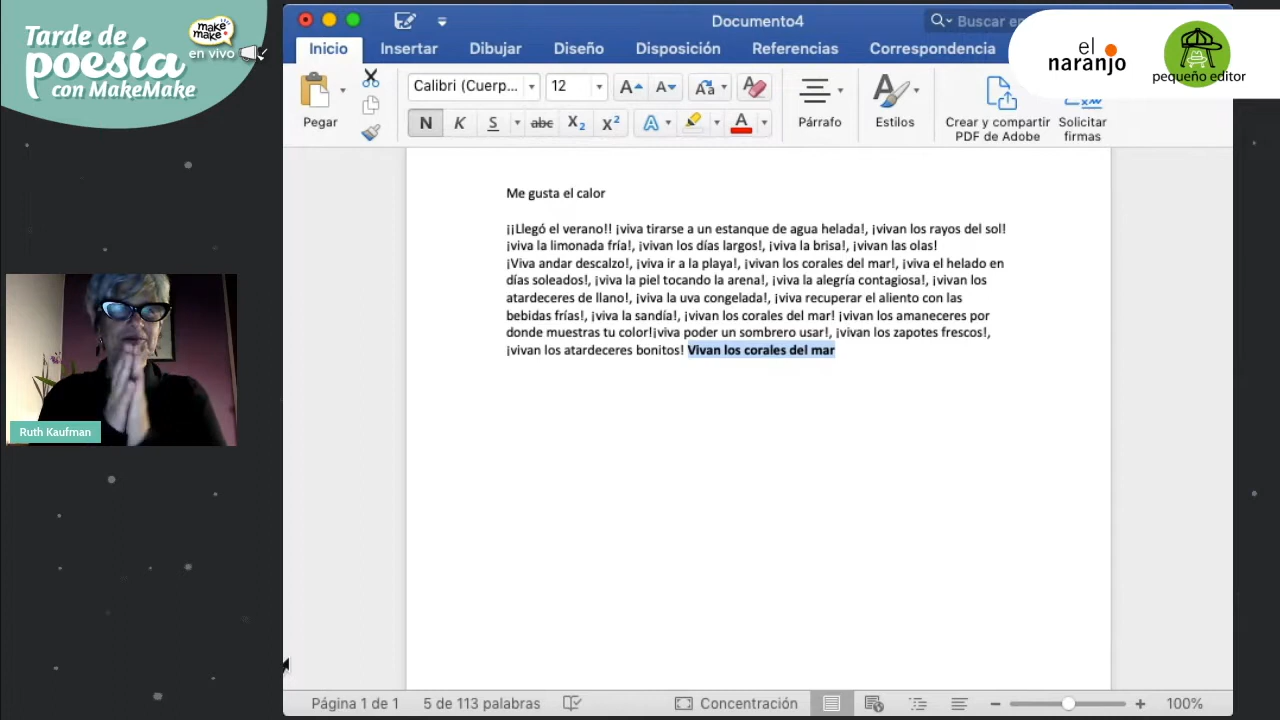 Tarde de
poesía
con MakeMake
make
make
en vivo
Documento4
Buscar en
Inicio
Insertar
Dibujar
Diseño
Disposición
Referencias
Correspondencia
el
naranjo
pequeño editor
Pegar
Calibri (Cuerp...
12
N K S abc X2 X2 A A
Párrafo
Estilos
Crear y compartir
PDF de Adobe
Solicitar
firmas
Me gusta el calor
¡¡Llegó el verano!! ¡viva tirarse a un estanque de agua helada!, ¡vivan los rayos del sol!
¡viva la limonada fría!, ¡vivan los días largos!, ¡viva la brisa!, ¡vivan las olas!
¡Viva andar descalzo!, ¡viva ir a la playa!, ¡vivan los corales del mar!, ¡viva el helado en
días soleados!, ¡viva la piel tocando la arena!, ¡viva la alegría contagiosa!, ¡vivan los
atardeceres de llano!, ¡viva la uva congelada!, ¡viva recuperar el aliento con las
bebidas frías!, ¡viva la sandía!, ¡vivan los corales del mar! ¡vivan los amaneceres por
donde muestras tu color!¡viva poder un sombrero usar!, ¡vivan los zapotes frescos!,
¡vivan los atardeceres bonitos! Vivan los corales del mar
Ruth Kaufman
Página 1 de 1
5 de 113 palabras
Concentración
100%